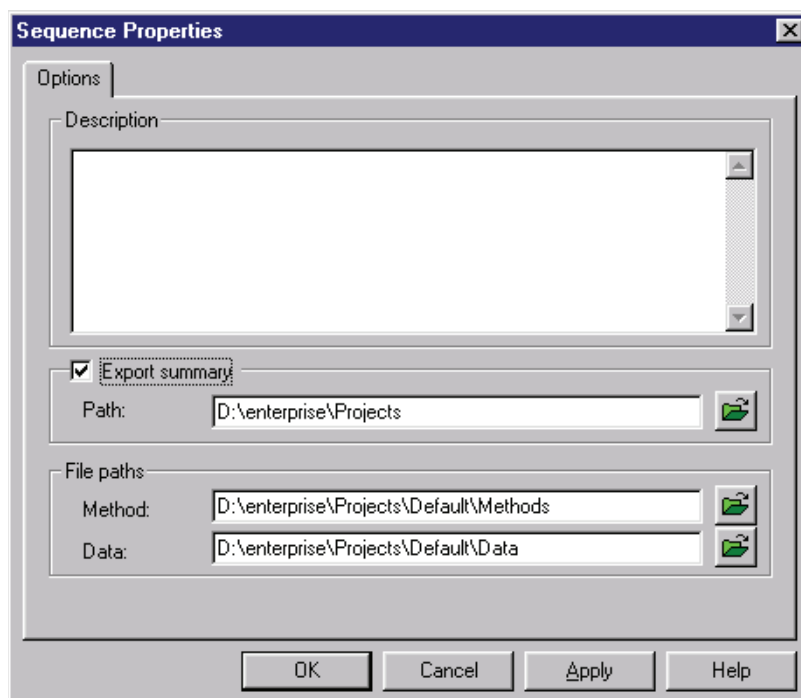 Sequence Properties
Options
Description
Export summary
Path: D:\enterprise\Projects
File paths
Method: D:\enterprise\Projects\Default\Methods
Data: D:\enterprise\Projects\Default\Data
OK Cancel Apply Help